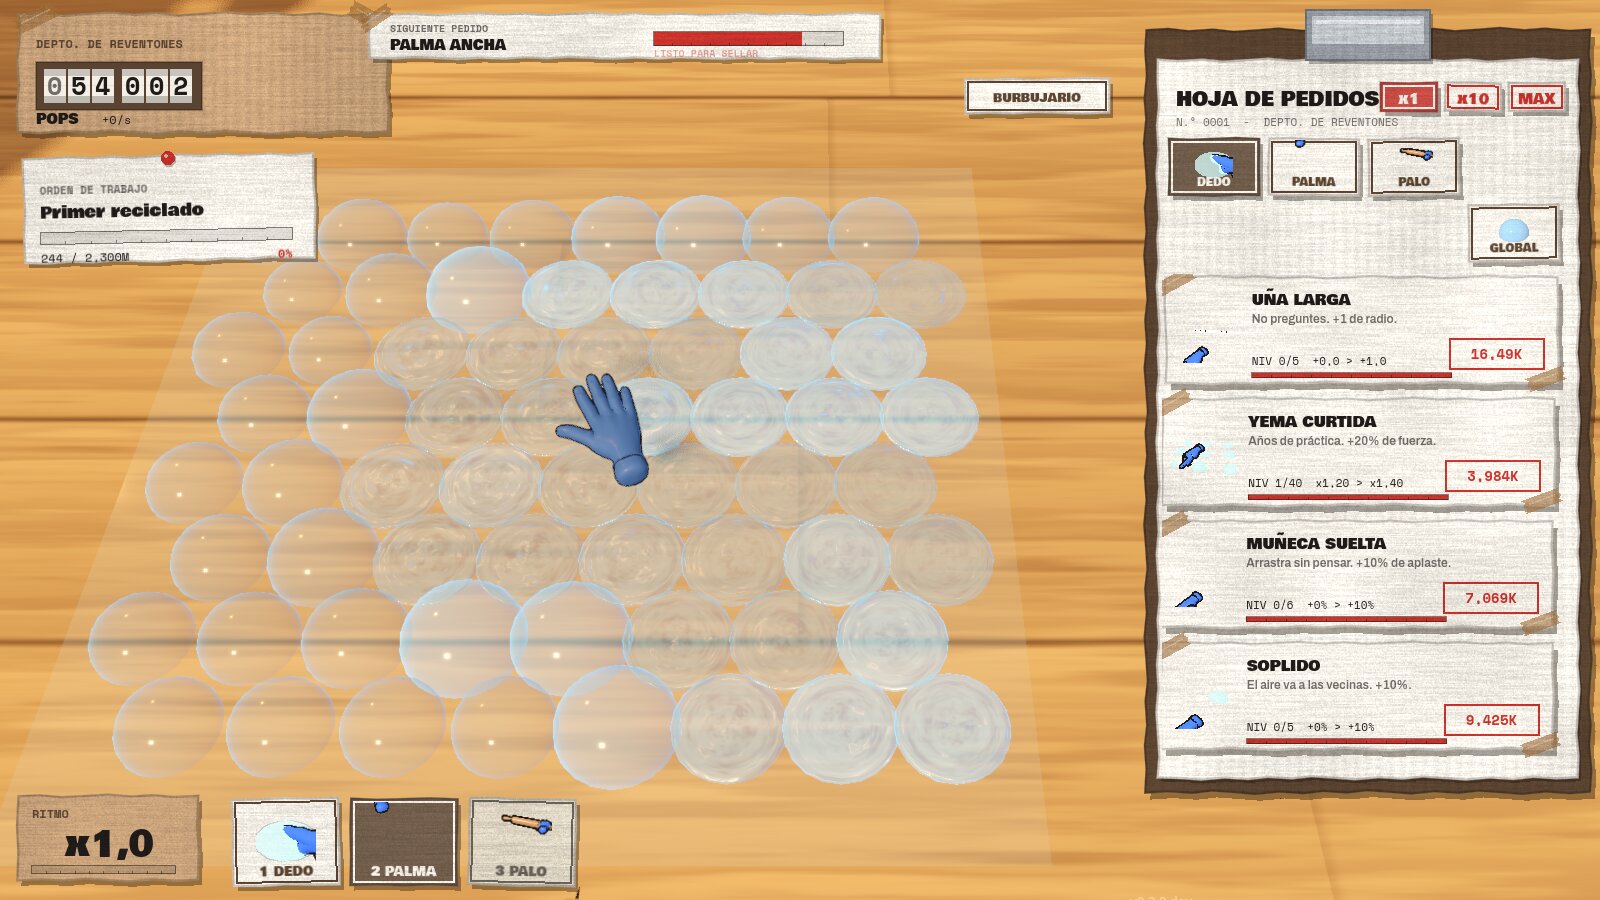 DEPTO. DE REVENTONES
054 002
POPS +0/s
SIGUIENTE PEDIDO
PALMA ANCHA
LISTO PARA SELLAR
BURBUJARIO
ORDEN DE TRABAJO
Primer reciclado
244 / 2,300M 0%
HOJA DE PEDIDOS x1 x10 MAX
N.° 0001 - DEPTO. DE REVENTONES
DEDO PALMA PALO
GLOBAL
UÑA LARGA
No preguntes. +1 de radio.
NIV 0/5 +0,0 > +1,0 16,49K
YEMA CURTIDA
Años de práctica. +20% de fuerza.
NIV 1/40 x1,20 > x1,40 3,984K
MUÑECA SUELTA
Arrastra sin pensar. +10% de aplaste.
NIV 0/6 +0% > +10% 7,069K
SOPLIDO
El aire va a las vecinas. +10%.
NIV 0/5 +0% > +10% 9,425K
RITMO
x1,0
1 DEDO 2 PALMA 3 PALO